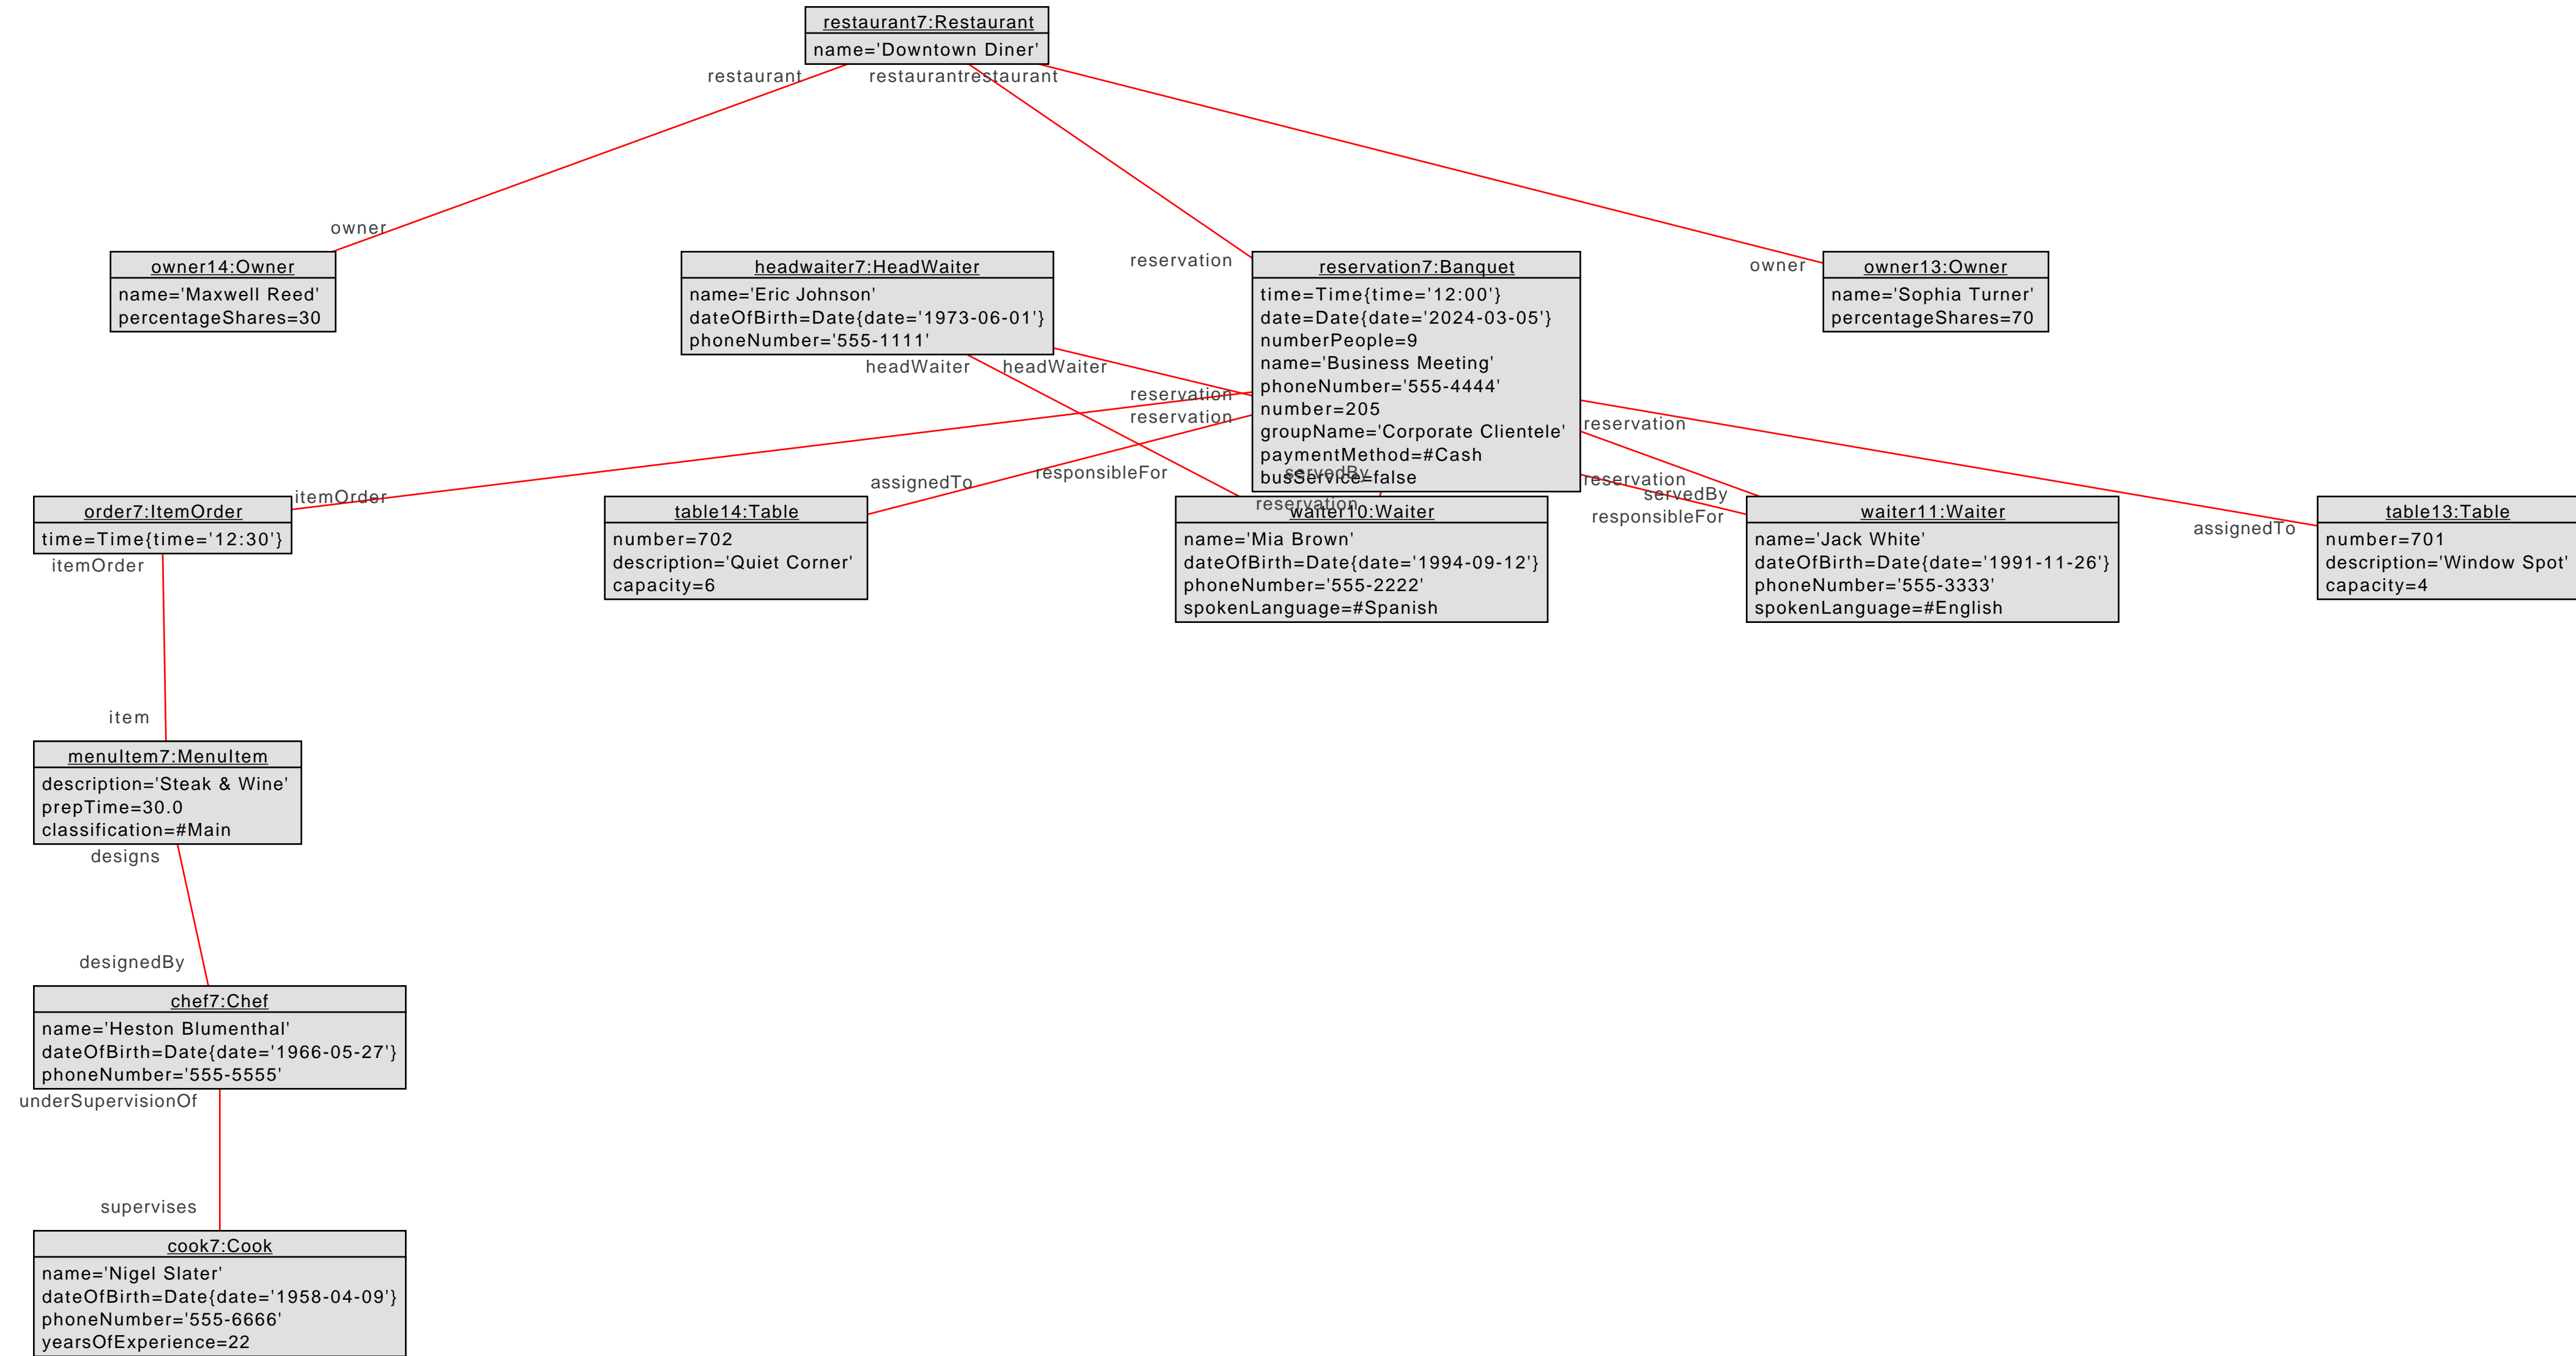 restaurant7:Restaurant
name='Downtown Diner'
restaurant
restaurant
restaurant
owner
reservation
owner
owner14:Owner
name='Maxwell Reed'
percentageShares=30
headwaiter7:HeadWaiter
name='Eric Johnson'
dateOfBirth=Date{date='1973-06-01'}
phoneNumber='555-1111'
reservation7:Banquet
time=Time{time='12:00'}
date=Date{date='2024-03-05'}
numberPeople=9
name='Business Meeting'
phoneNumber='555-4444'
number=205
groupName='Corporate Clientele'
paymentMethod=#Cash
busService=false
owner13:Owner
name='Sophia Turner'
percentageShares=70
headWaiter
headWaiter
reservation
reservation
reservation
reservation
servedBy
reservation
itemOrder
assignedTo
responsibleFor
servedBy
responsibleFor
assignedTo
order7:ItemOrder
time=Time{time='12:30'}
table14:Table
number=702
description='Quiet Corner'
capacity=6
waiter10:Waiter
name='Mia Brown'
dateOfBirth=Date{date='1994-09-12'}
phoneNumber='555-2222'
spokenLanguage=#Spanish
waiter11:Waiter
name='Jack White'
dateOfBirth=Date{date='1991-11-26'}
phoneNumber='555-3333'
spokenLanguage=#English
table13:Table
number=701
description='Window Spot'
capacity=4
itemOrder
item
menuItem7:MenuItem
description='Steak & Wine'
prepTime=30.0
classification=#Main
designs
designedBy
chef7:Chef
name='Heston Blumenthal'
dateOfBirth=Date{date='1966-05-27'}
phoneNumber='555-5555'
underSupervisionOf
supervises
cook7:Cook
name='Nigel Slater'
dateOfBirth=Date{date='1958-04-09'}
phoneNumber='555-6666'
yearsOfExperience=22